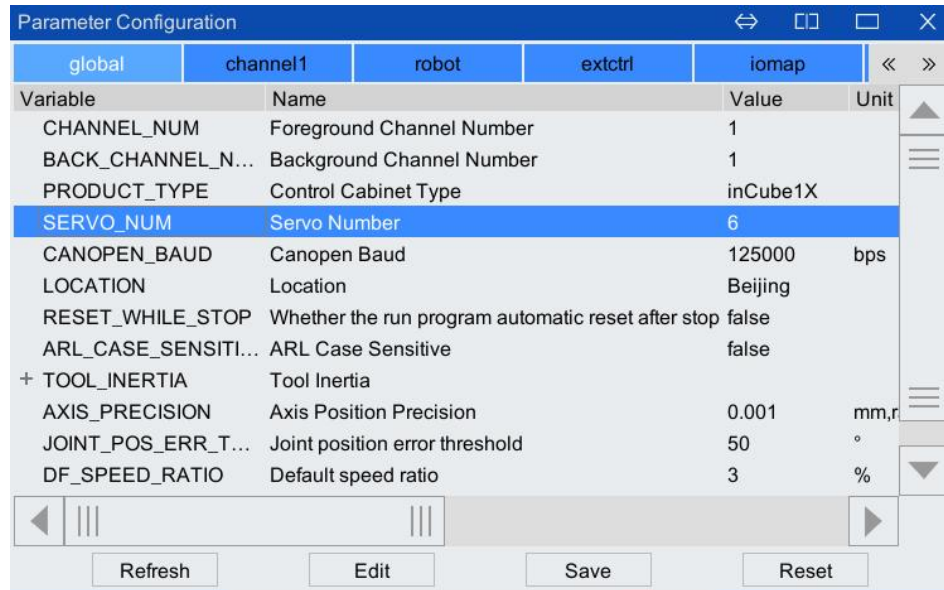 Parameter Configuration
global channel1 robot extctrl iomap « »
Variable Name Value Unit
CHANNEL_NUM Foreground Channel Number 1
BACK_CHANNEL_N... Background Channel Number 1
PRODUCT_TYPE Control Cabinet Type inCube1X
SERVO_NUM Servo Number 6
CANOPEN_BAUD Canopen Baud 125000 bps
LOCATION Location Beijing
RESET_WHILE_STOP Whether the run program automatic reset after stop false
ARL_CASE_SENSITI... ARL Case Sensitive false
+ TOOL_INERTIA Tool Inertia
AXIS_PRECISION Axis Position Precision 0.001 mm,r
JOINT_POS_ERR_T... Joint position error threshold 50 °
DF_SPEED_RATIO Default speed ratio 3 %
Refresh Edit Save Reset